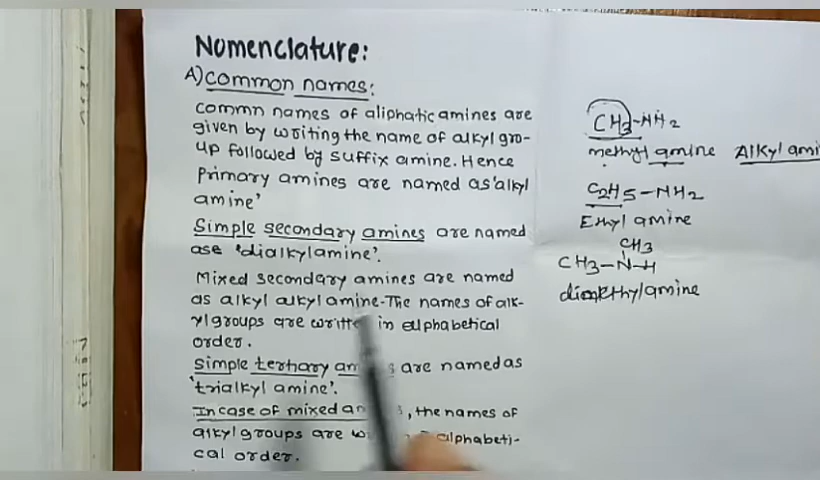 Nomenclature:
A) common names:
commn names of aliphatic amines are
given by writing the name of alkyl gro-
up followed by suffix amine. Hence
primary amines are named as 'alkyl
amine'
Simple secondary amines are named
ase 'dialkylamine'.
Mixed secondary amines are named
as alkyl alkyl amine-The names of alk-
yl groups are in alphabetical
order.
Simple tertiary are named as
'trialkyl amine'.
In case of mixed , the names of
alkyl groups are alphabeti-
cal order.
CH3-NH2
methyl amine Alkyl ami
C2H5-NH2
Ethyl amine
CH3
CH3-N-H
dimethylamine